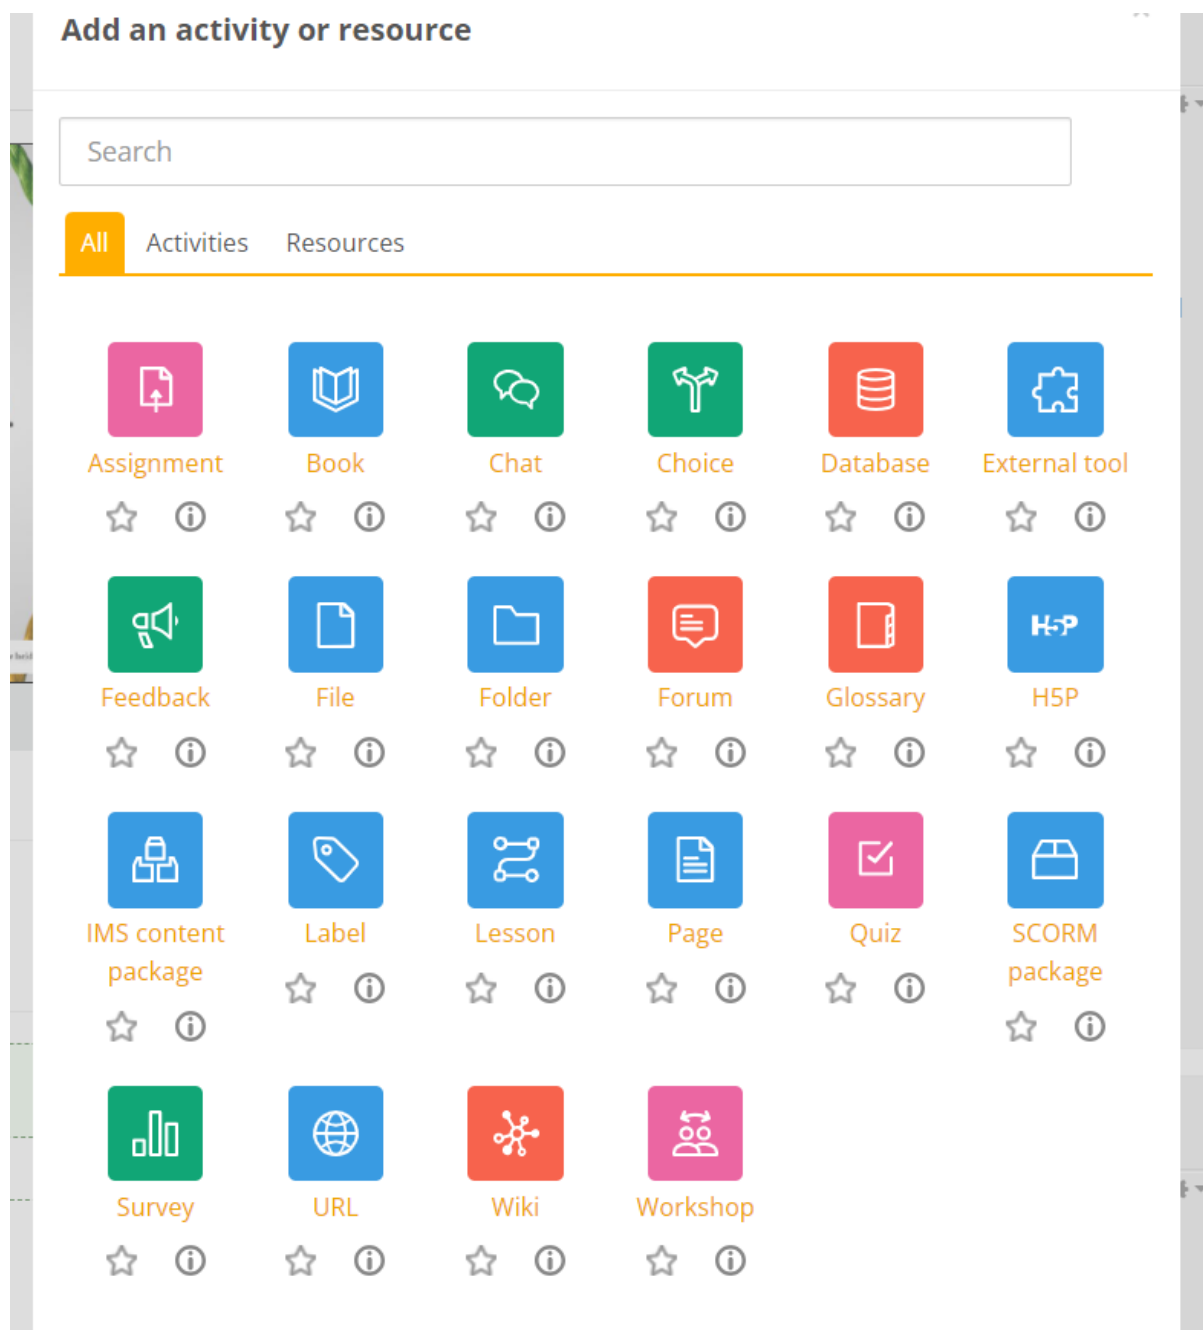 Add an activity or resource
Search
All Activities Resources
Assignment Book Chat Choice Database External tool
H5P
Feedback File Folder Forum Glossary H5P
IMS content package Label Lesson Page Quiz SCORM package
Survey URL Wiki Workshop